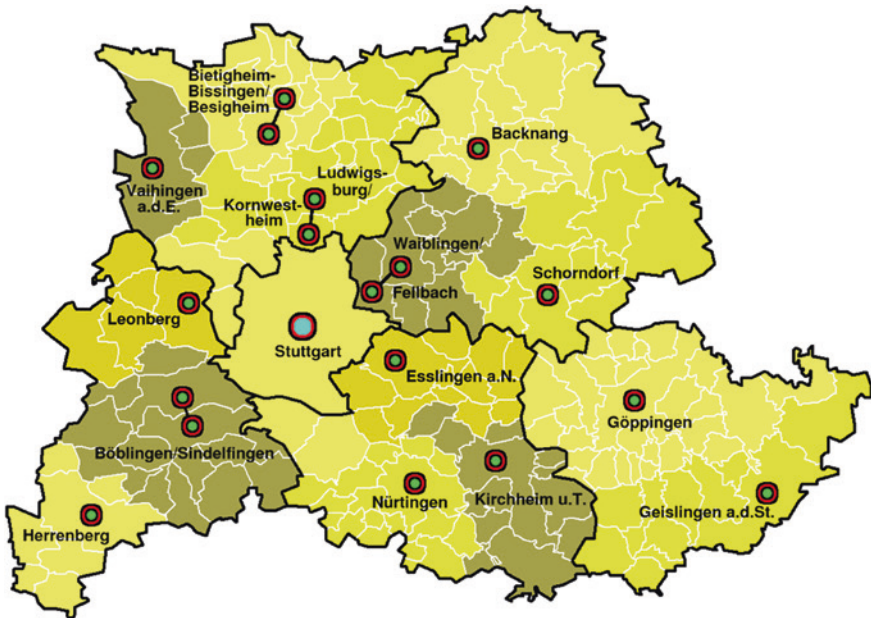 Bietigheim-
Bissingen/
Besigheim
Backnang
Vaihingen
a.d.E.
Ludwigs-
burg/
Kornwest-
heim
Waiblingen/
Fellbach
Schorndorf
Leonberg
Stuttgart
Esslingen a.N.
Göppingen
Böblingen/Sindelfingen
Nürtingen
Kirchheim u.T.
Geislingen a.d.St.
Herrenberg